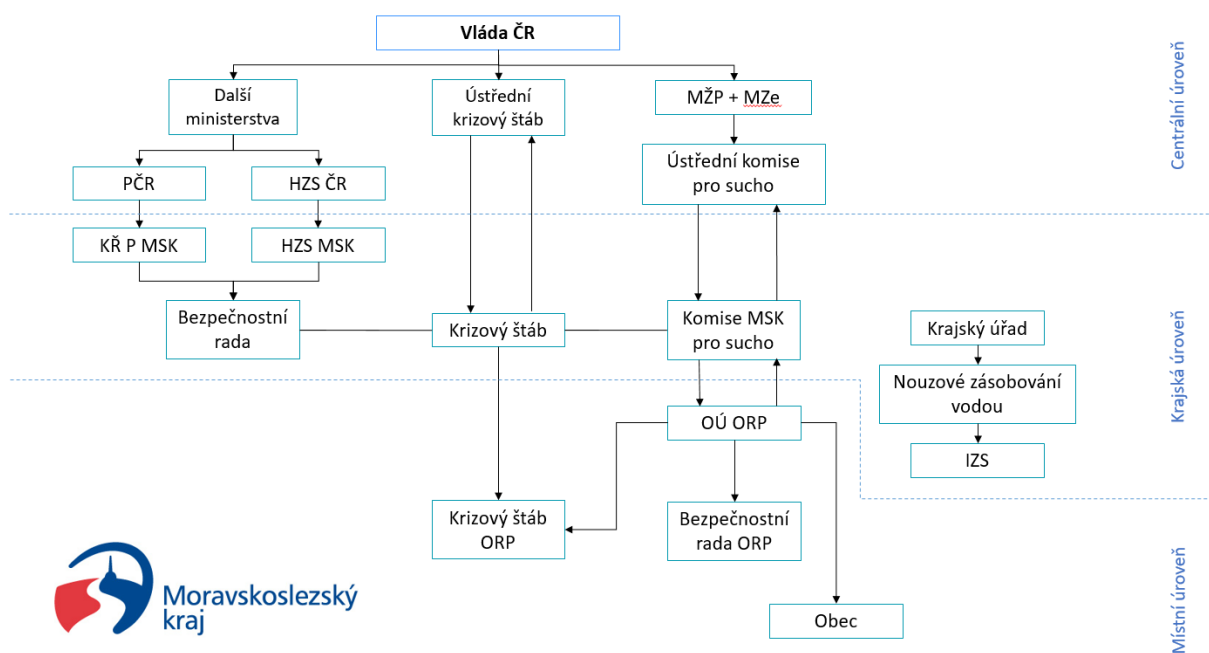 Vláda ČR
Další
ministerstva
Ústřední
krizový štáb
MŽP + MZe
Ústřední komise
pro sucho
PČR
HZS ČR
Centrální úroveň
KŘ P MSK
HZS MSK
Bezpečnostní
rada
Krizový štáb
Komise MSK
pro sucho
Krajský úřad
Nouzové zásobování
vodou
IZS
Krajská úroveň
OÚ ORP
Krizový štáb
ORP
Bezpečnostní
rada ORP
Obec
Místní úroveň
Moravskoslezský
kraj